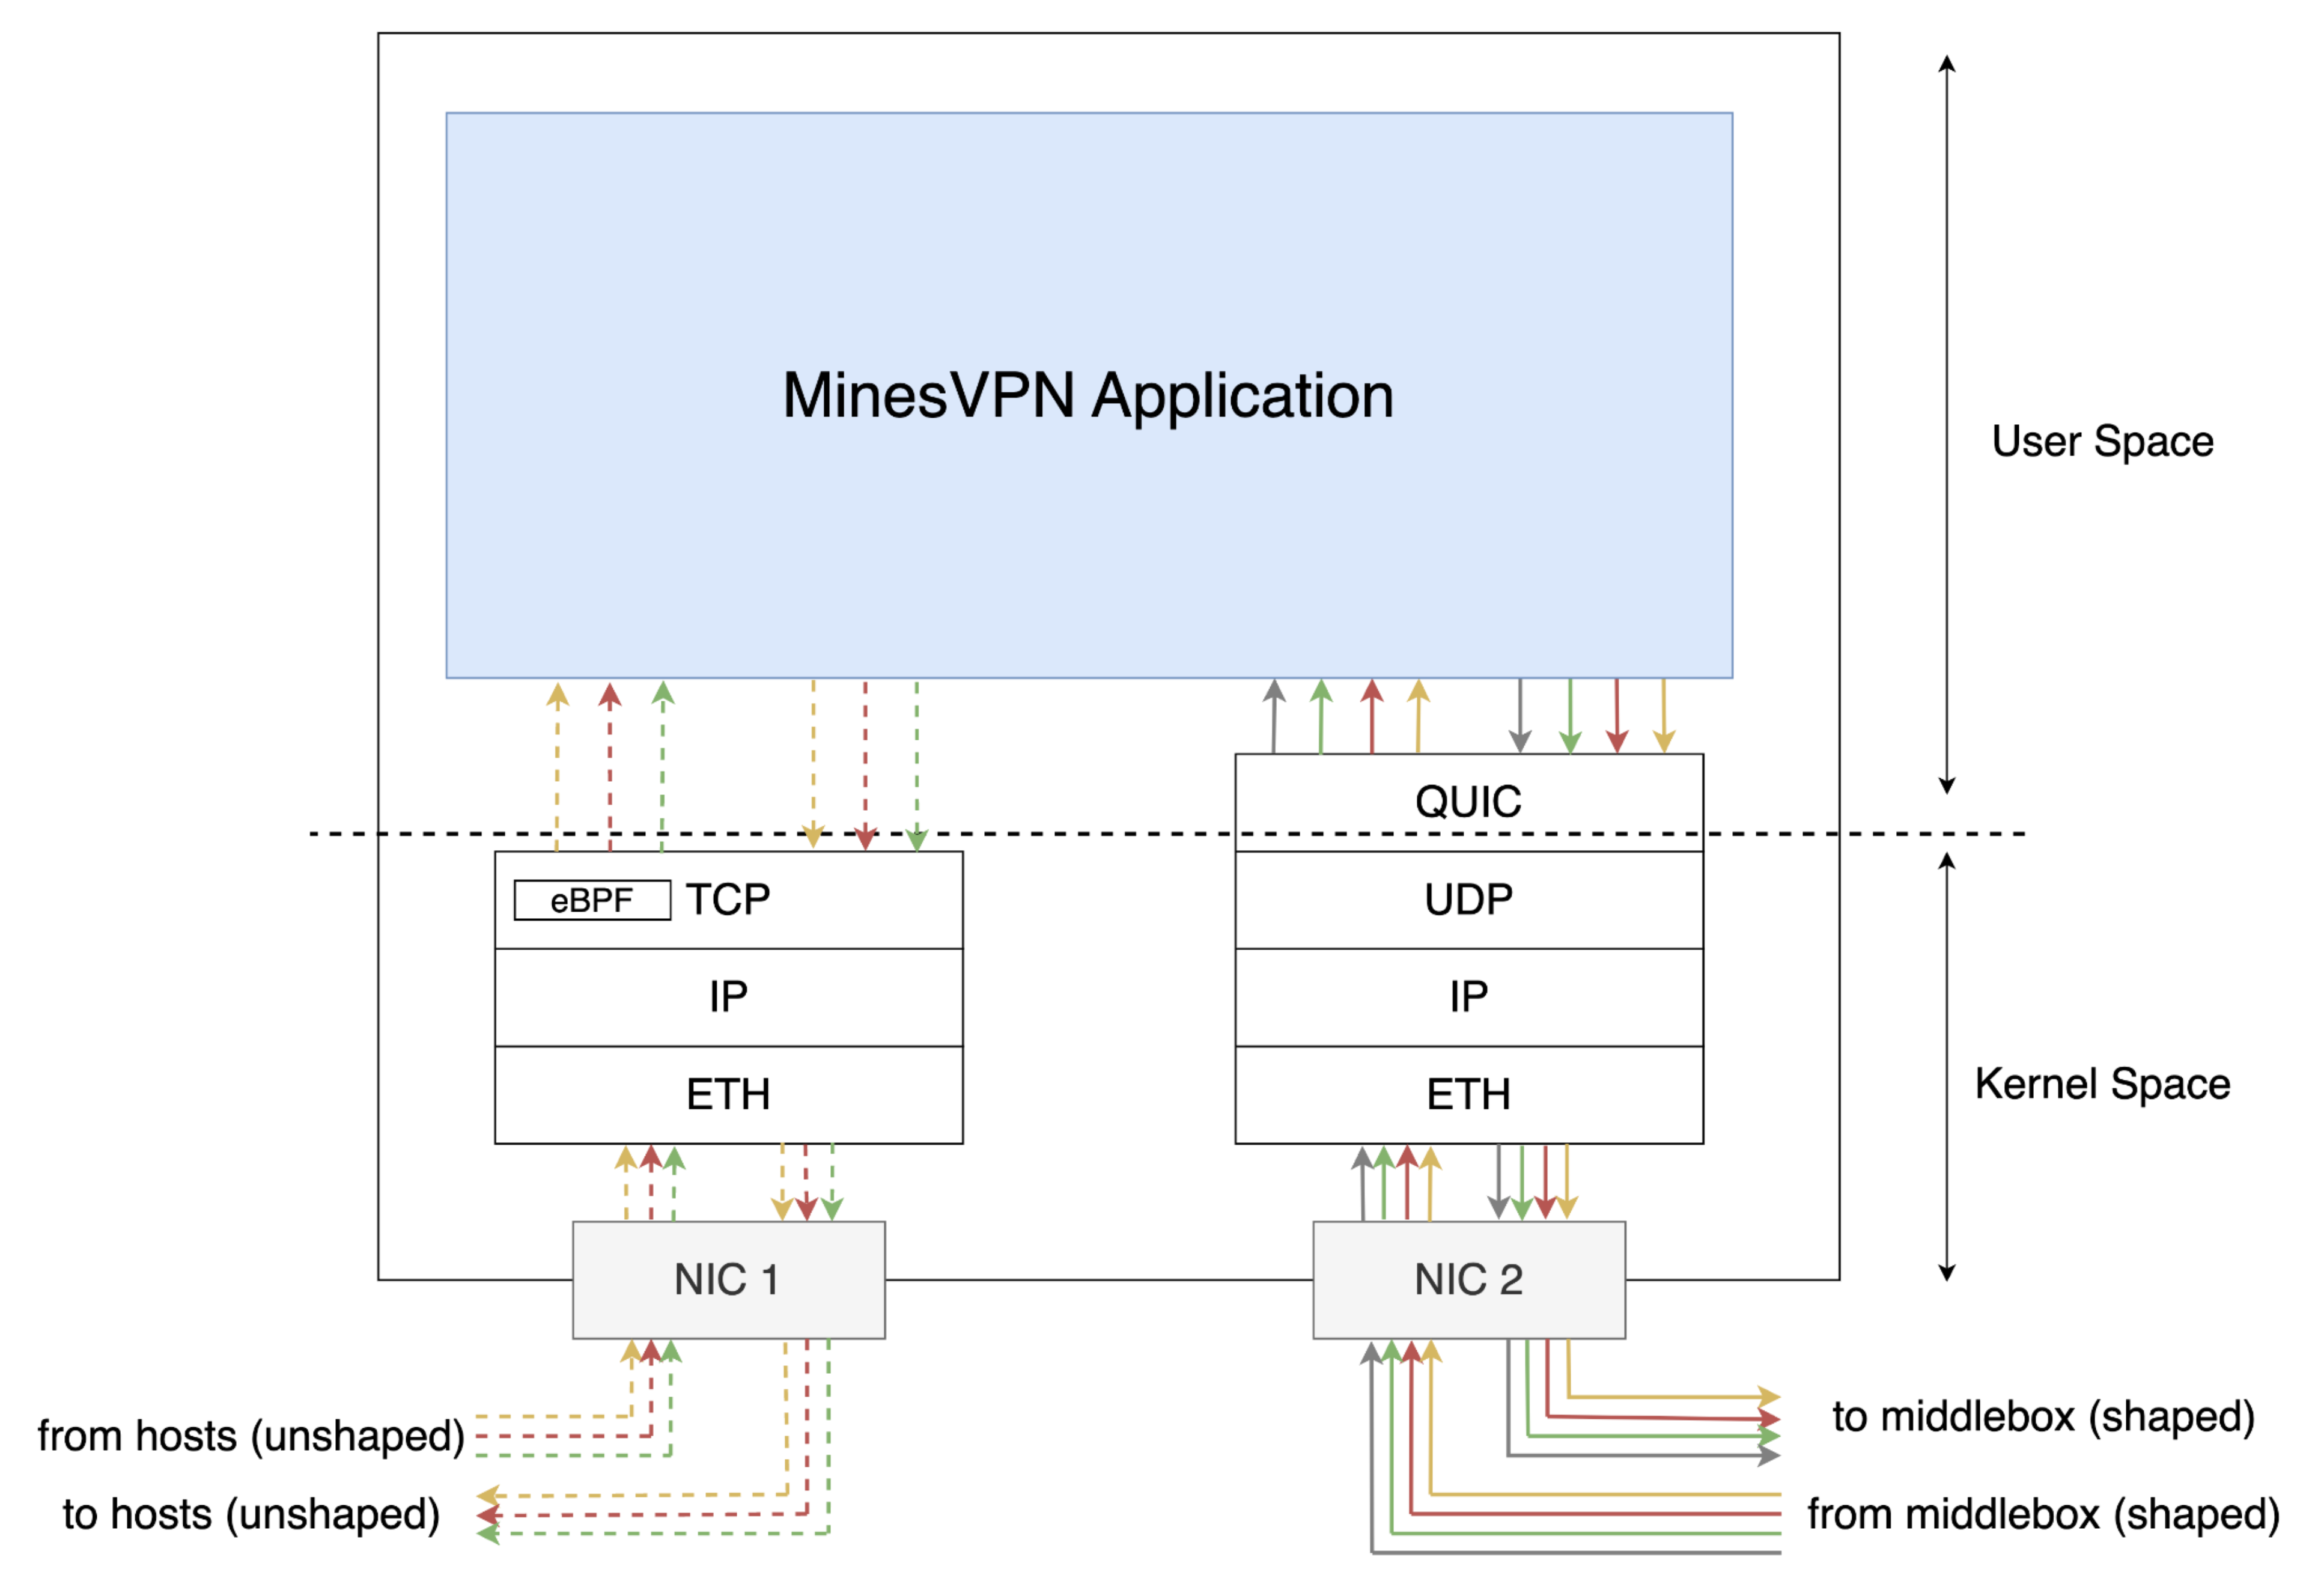 MinesVPN Application
User Space
QUIC
eBPF
TCP
UDP
IP
IP
ETH
ETH
Kernel Space
NIC 1
NIC 2
from hosts (unshaped)
to hosts (unshaped)
to middlebox (shaped)
from middlebox (shaped)